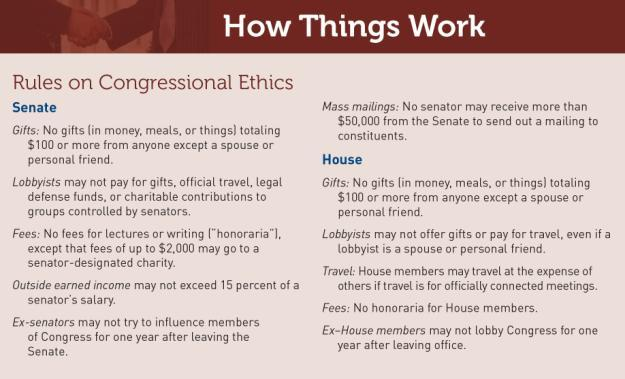 How Things Work
Rules on Congressional Ethics
Senate
Gifts: No gifts (in money, meals, or things) totaling
$100 or more from anyone except a spouse or
personal friend.
Lobbyists may not pay for gifts, official travel, legal
defense funds, or charitable contributions to
groups controlled by senators.
Fees: No fees for lectures or writing (”honoraria”),
except that fees of up to $2,000 may go to a
senator-designated charity.
Outside earned income may not exceed 15 percent of a
senator’s salary.
Ex-senators may not try to influence members
of Congress for one year after leaving the
Senate.
Mass mailings: No senator may receive more than
$50,000 from the Senate to send out a mailing to
constituents.
House
Gifts: No gifts (in money, meals, or things) totaling
$100 or more from anyone except a spouse or
personal friend.
Lobbyists may not offer gifts or pay for travel, even if a
lobbyist is a spouse or personal friend.
Travel: House members may travel at the expense of
others if travel is for officially connected meetings.
Fees: No honoraria for House members.
Ex–House members may not lobby Congress for one
year after leaving office.